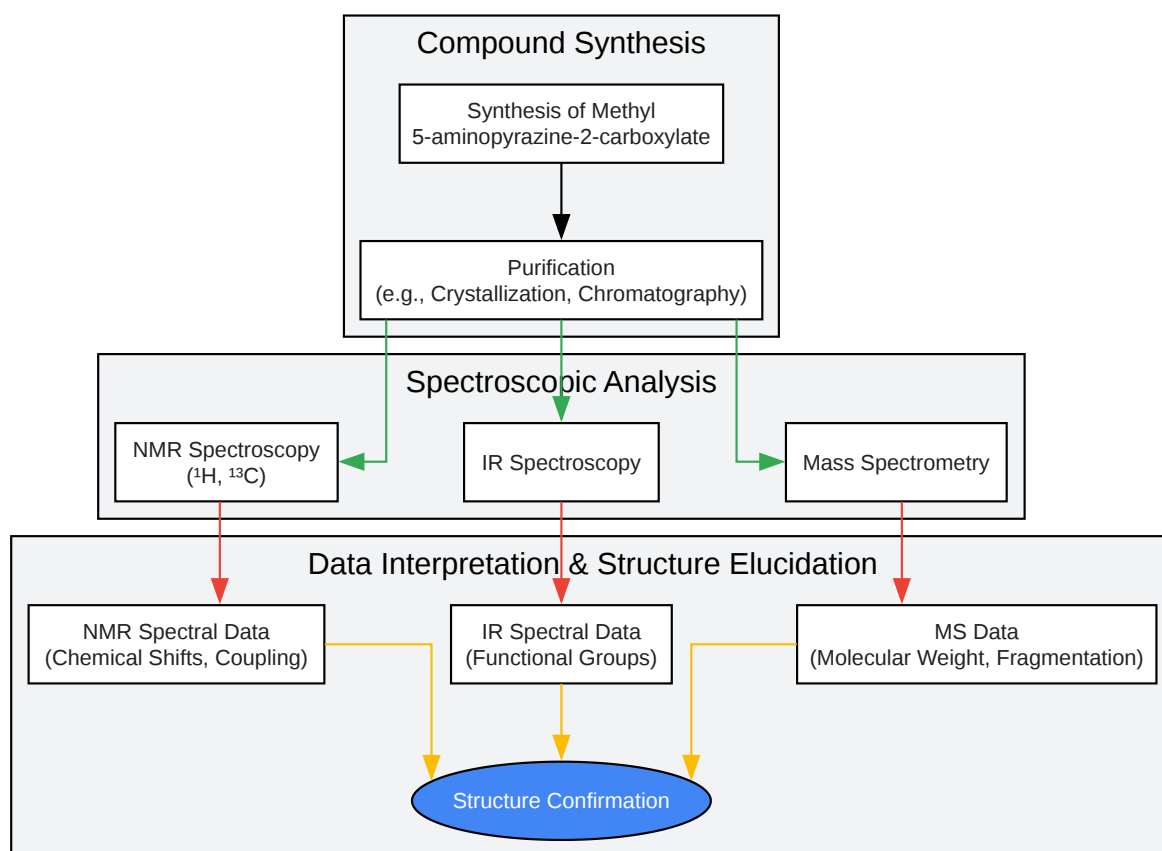 Compound Synthesis
Synthesis of Methyl
5-aminopyrazine-2-carboxylate
Purification
(e.g., Crystallization, Chromatography)
Spectroscopic Analysis
NMR Spectroscopy
(¹H, ¹³C)
IR Spectroscopy
Mass Spectrometry
Data Interpretation & Structure Elucidation
NMR Spectral Data
(Chemical Shifts, Coupling)
IR Spectral Data
(Functional Groups)
MS Data
(Molecular Weight, Fragmentation)
Structure Confirmation